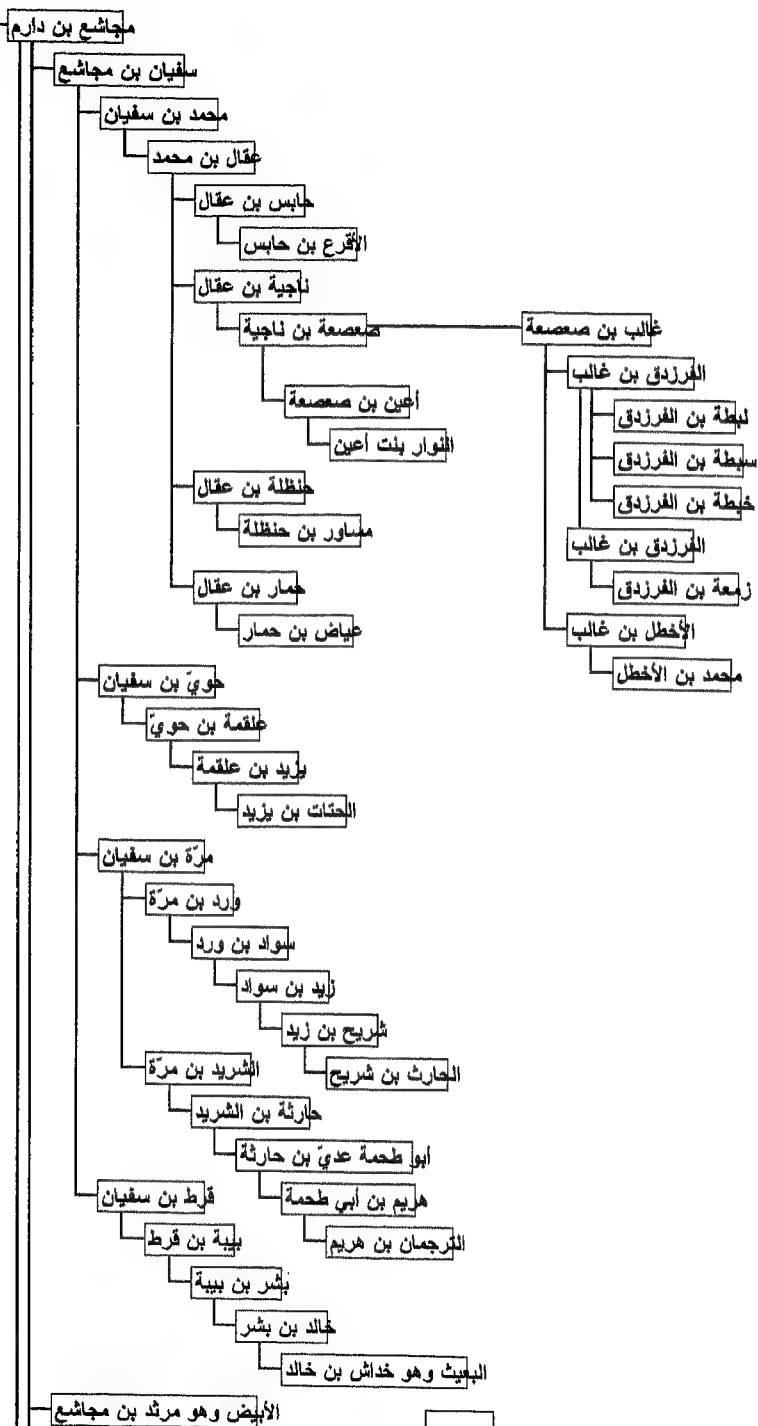 مجاشع بن دارم
سفيان بن مجاشع
محمد بن سفيان
عقال بن محمد
حابس بن عقال
الأقرع بن حابس
ناجية بن عقال
صعصعة بن ناجية
غالب بن صعصعة
الفرزدق بن غالب
أعين بن صعصعة
لبطة بن الفرزدق
النوار بنت أعين
سبطة بن الفرزدق
حنظلة بن عقال
خبطة بن الفرزدق
مساور بن حنظلة
الفرزدق بن غالب
حمار بن عقال
زمعة بن الفرزدق
عياض بن حمار
الأخطل بن غالب
محمد بن الأخطل
حويّ بن سفيان
علقمة بن حويّ
يزيد بن علقمة
الحتات بن يزيد
مرّة بن سفيان
ورد بن مرّة
سواد بن ورد
زيد بن سواد
شريح بن زيد
الحارث بن شريح
الشريد بن مرّة
حارثة بن الشريد
أبو طحمة عديّ بن حارثة
هريم بن أبي طحمة
الترجمان بن هريم
قرط بن سفيان
بيبة بن قرط
بشر بن بيبة
خالد بن بشر
البعيث وهو خداش بن خالد
الأبيض وهو مرثد بن مجاشع